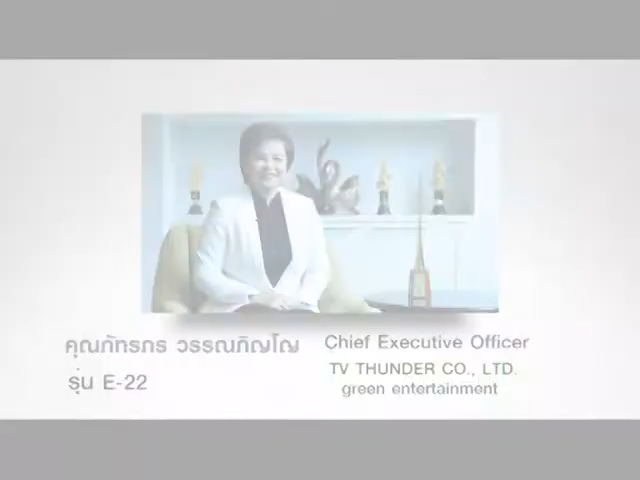 คุณภัทรภร วรรณภิญโญ
รุ่น E-22
Chief Executive Officer
TV THUNDER CO., LTD.
green entertainment